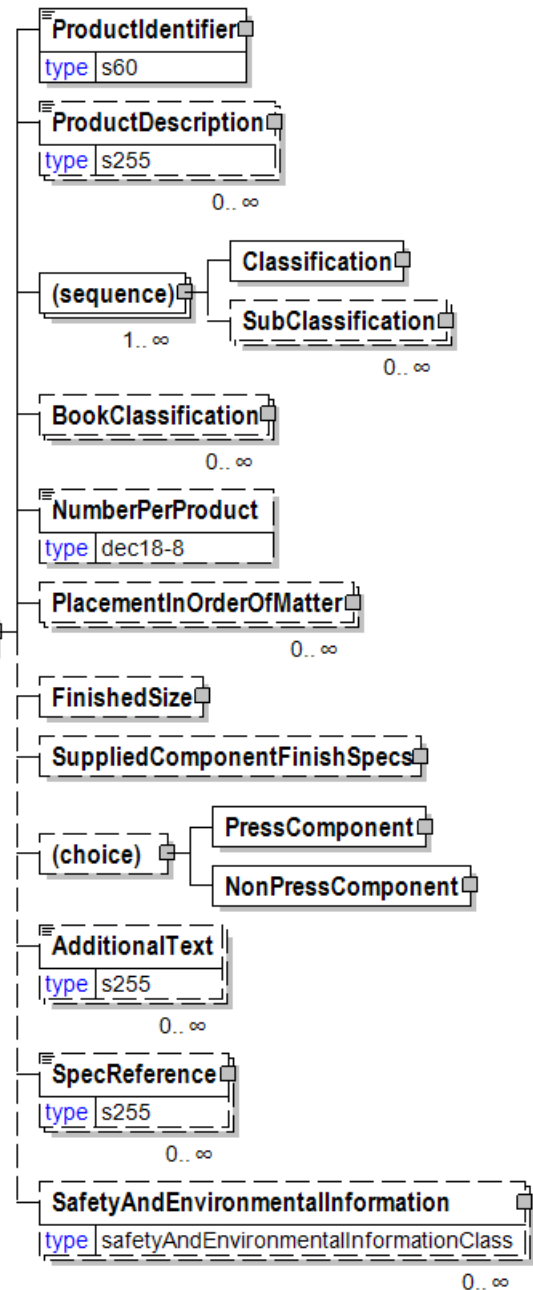 ProductIdentifier
type s60
ProductDescription
type s255
0.. ∞
Classification
(sequence)
SubClassification
1.. ∞
0.. ∞
BookClassification
0.. ∞
NumberPerProduct
type dec18-8
PlacementInOrderOfMatter
0.. ∞
FinishedSize
SuppliedComponentFinishSpecs
PressComponent
(choice)
NonPressComponent
AdditionalText
type s255
0.. ∞
SpecReference
type s255
0.. ∞
SafetyAndEnvironmentalInformation
type safetyAndEnvironmentalInformationClass
0.. ∞